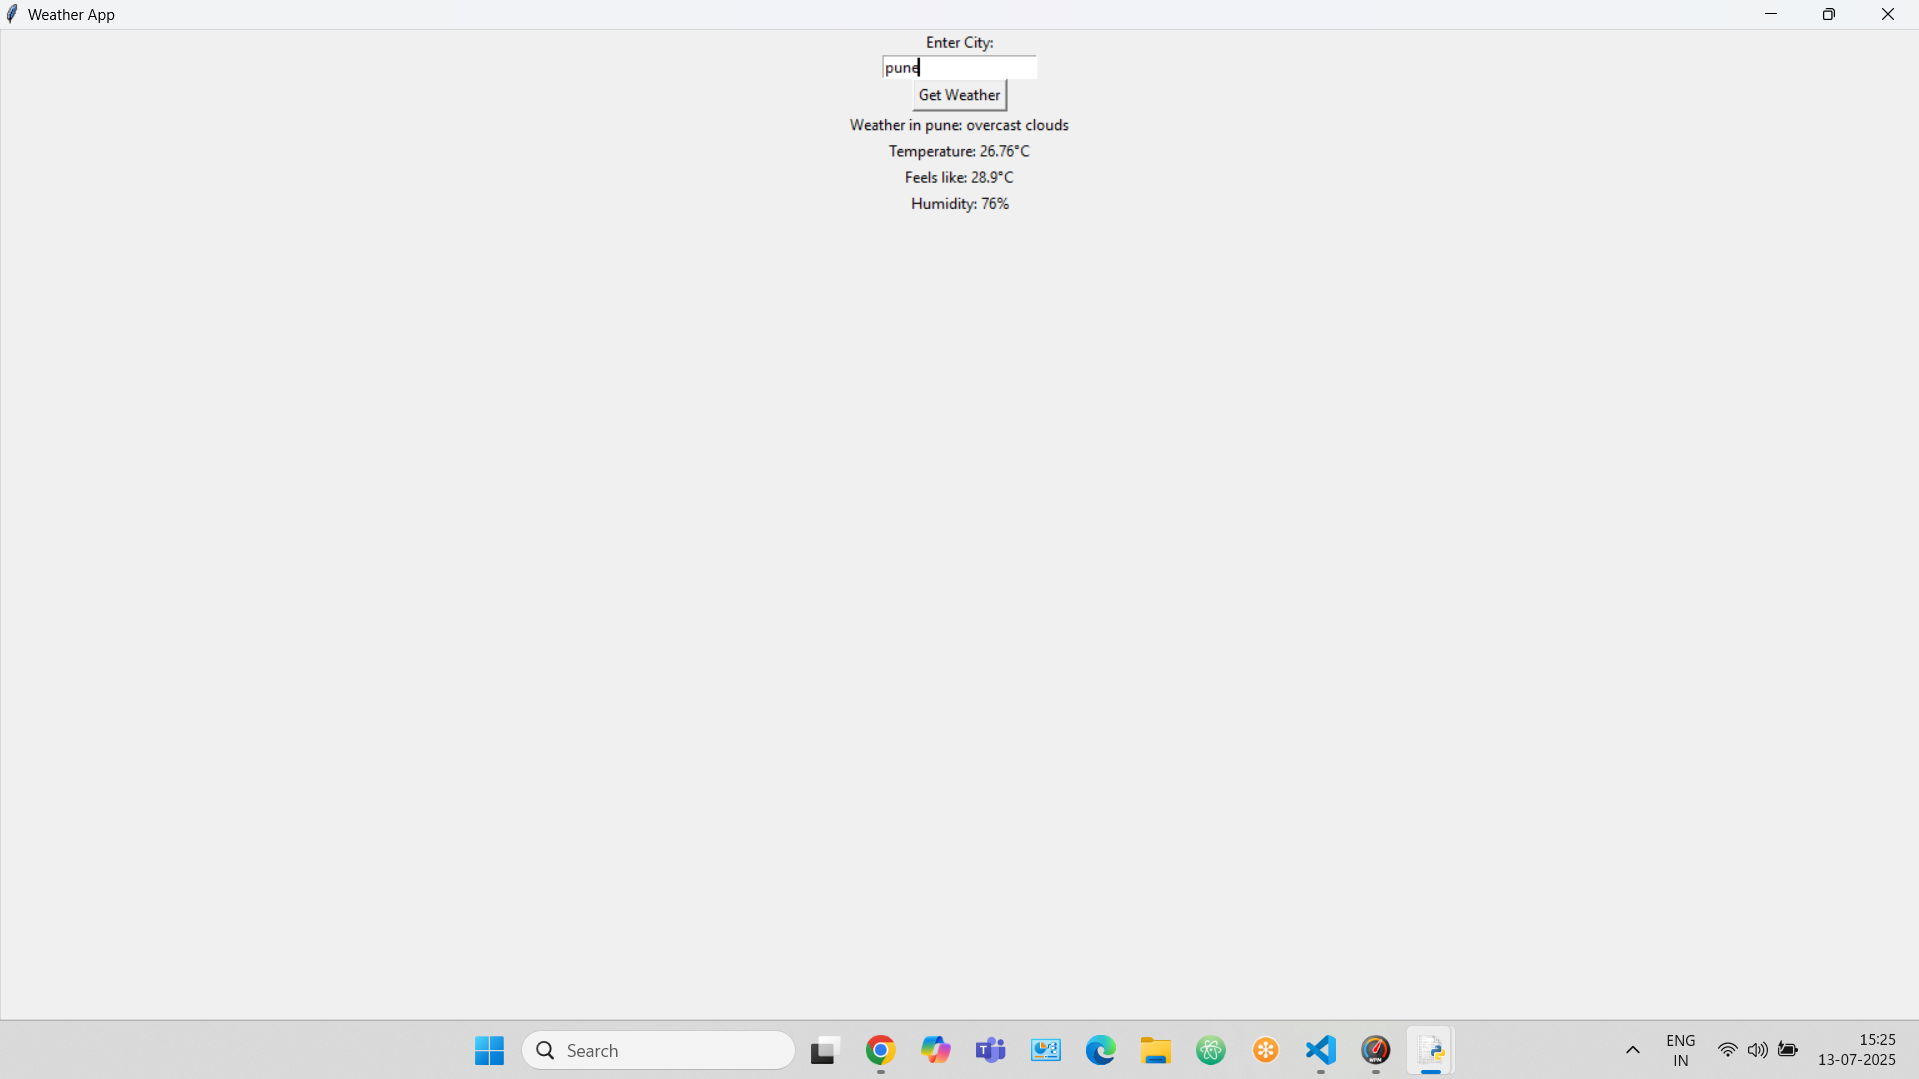 Weather App
Enter City:
pune
Get Weather
Weather in pune: overcast clouds
Temperature: 26.76°C
Feels like: 28.9°C
Humidity: 76%
Search
ENG
IN
15:25
13-07-2025